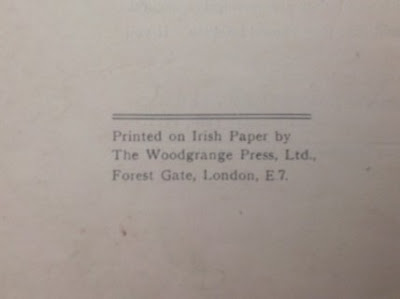 Printed on Irish Paper by
The Woodgrange Press, Ltd.,
Forest Gate, London, E 7.